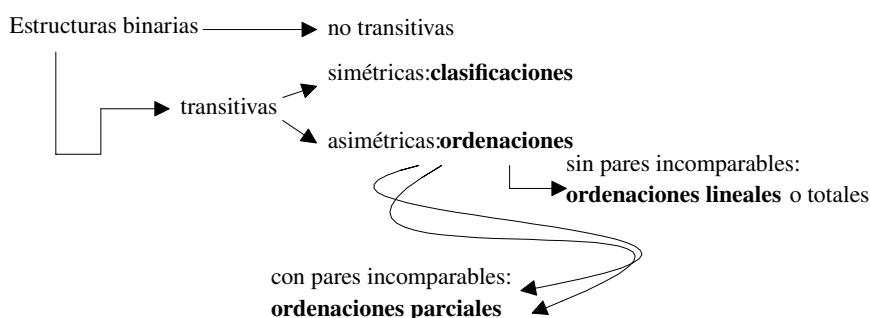 Estructuras binarias
no transitivas
simétricas:clasificaciones
transitivas
asimétricas:ordenaciones
sin pares incomparables:
ordenaciones lineales o totales
con pares incomparables:
ordenaciones parciales